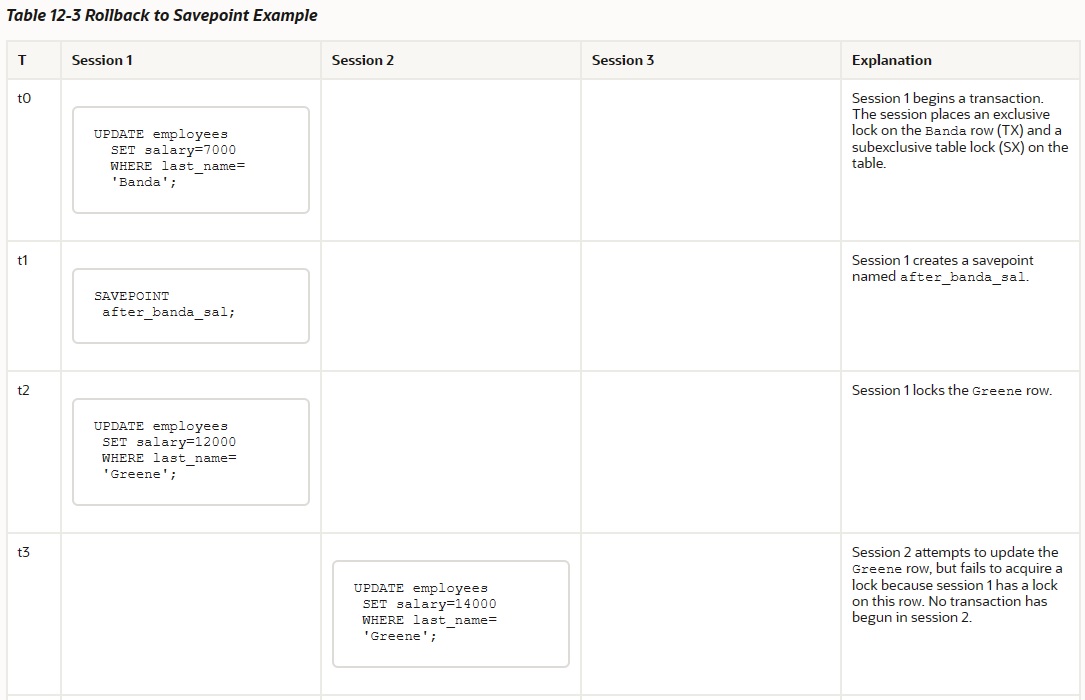 Table 12-3 Rollback to Savepoint Example
T Session 1 Session 2 Session 3 Explanation
t0
UPDATE employees
SET salary=7000
WHERE last_name=
'Banda';
Session 1 begins a transaction.
The session places an exclusive
lock on the Banda row (TX) and a
subexclusive table lock (SX) on the
table.
t1
SAVEPOINT
after_banda_sal;
Session 1 creates a savepoint
named after_banda_sal.
t2
UPDATE employees
SET salary=12000
WHERE last_name=
'Greene';
Session 1 locks the Greene row.
t3
UPDATE employees
SET salary=14000
WHERE last_name=
'Greene';
Session 2 attempts to update the
Greene row, but fails to acquire a
lock because session 1 has a lock
on this row. No transaction has
begun in session 2.